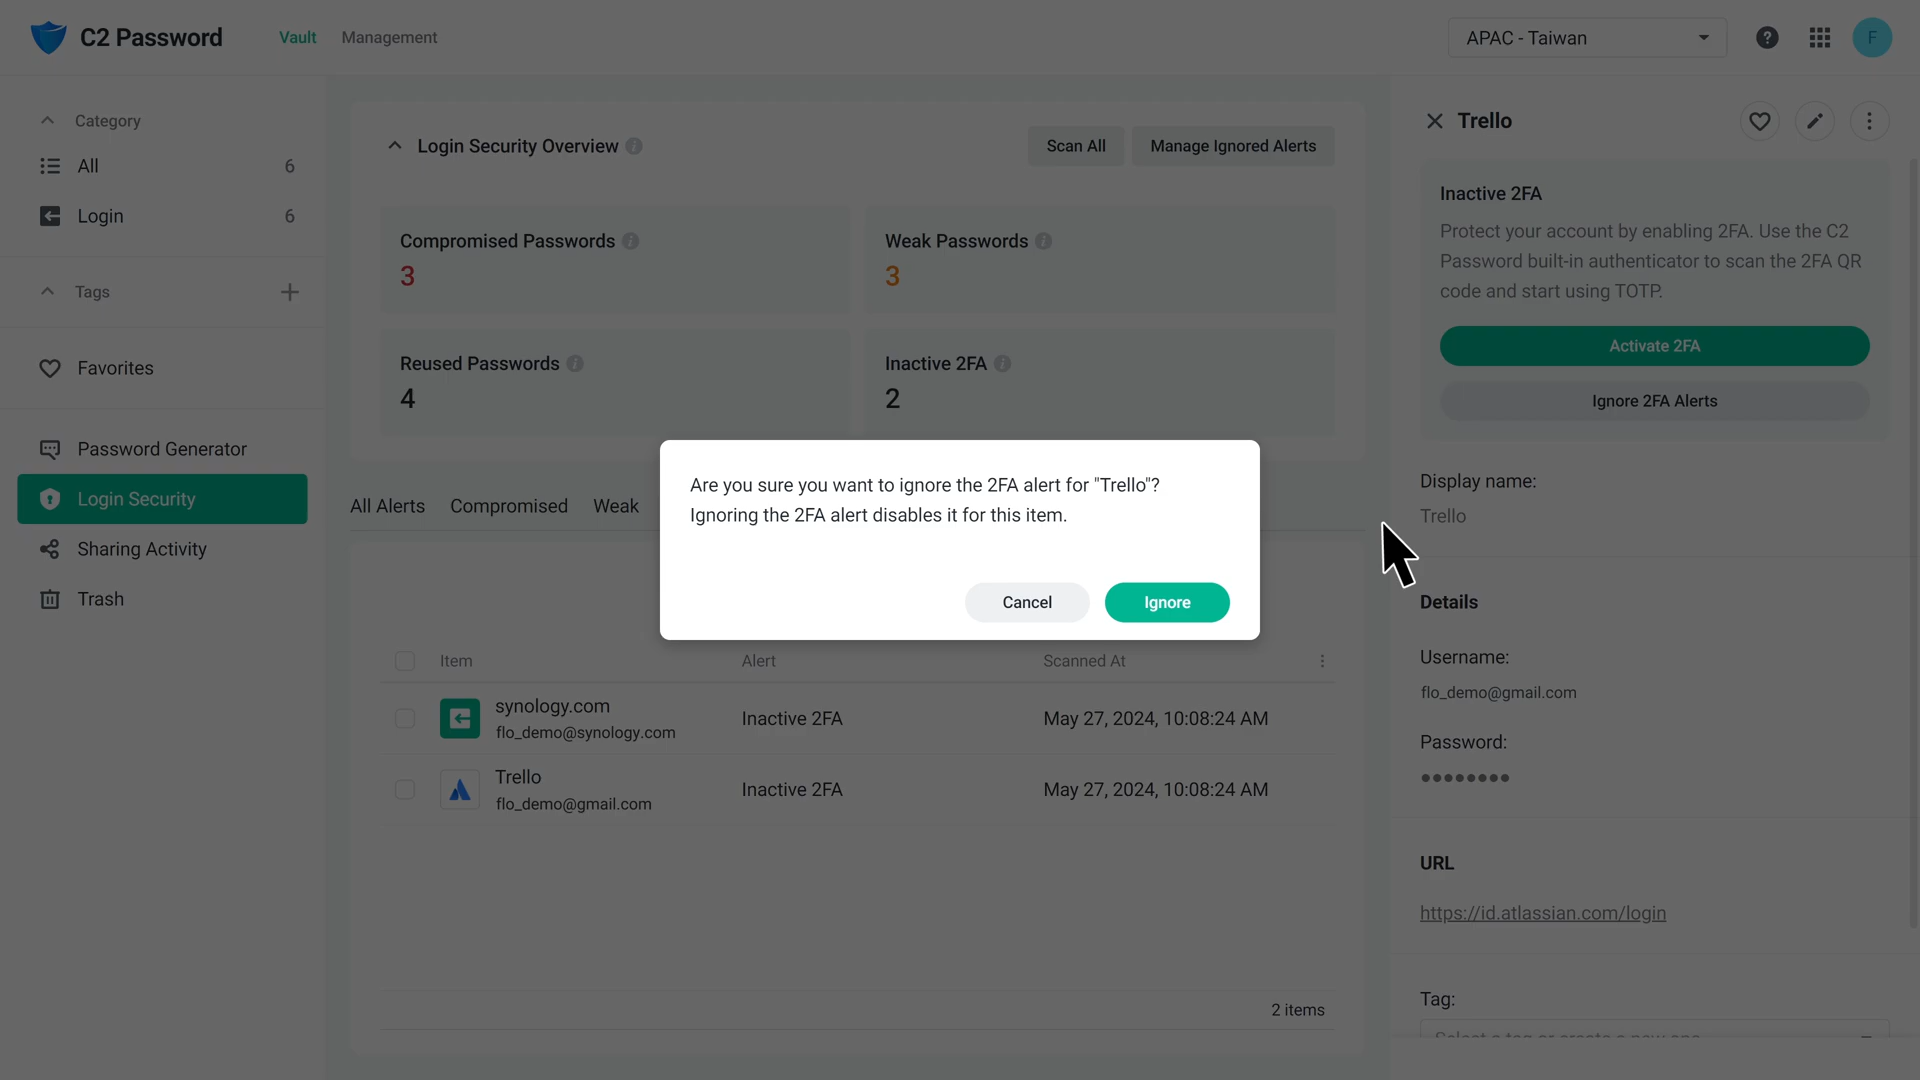 C2 Password
Vault
Management
APAC - Taiwan
F
Category
All
6
Login
6
Tags
Favorites
Password Generator
Login Security
Sharing Activity
Trash
Login Security Overview
Scan All
Manage Ignored Alerts
Compromised Passwords
3
Weak Passwords
3
Reused Passwords
4
Inactive 2FA
2
All Alerts
Compromised
Weak
Are you sure you want to ignore the 2FA alert for "Trello"?
Ignoring the 2FA alert disables it for this item.
Cancel
Ignore
Item
Alert
Scanned At
synology.com
flo_demo@synology.com
Inactive 2FA
May 27, 2024, 10:08:24 AM
Trello
flo_demo@gmail.com
Inactive 2FA
May 27, 2024, 10:08:24 AM
2 items
Trello
Inactive 2FA
Protect your account by enabling 2FA. Use the C2
Password built-in authenticator to scan the 2FA QR
code and start using TOTP.
Activate 2FA
Ignore 2FA Alerts
Display name:
Trello
Details
Username:
flo_demo@gmail.com
Password:
••••••••
URL
https://id.atlassian.com/login
Tag:
Select a tag or create a new one